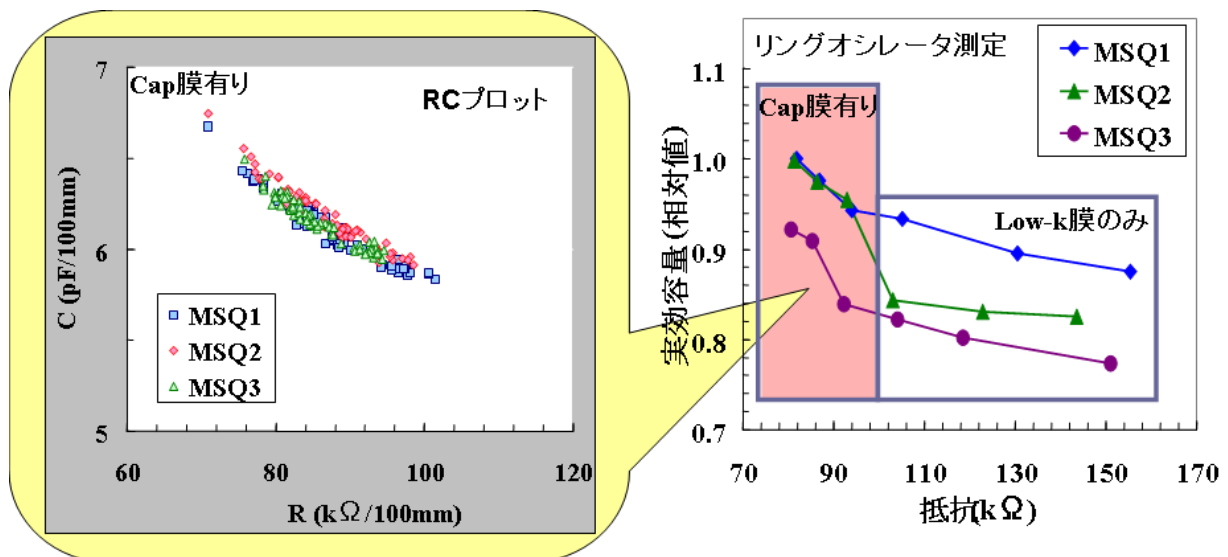 Cap膜有り
RCプロット
7
6
5
C (pF/100mm)
MSQ1
MSQ2
MSQ3
60 80 100 120
R (kΩ/100mm)
リングオシレータ測定
MSQ1
MSQ2
MSQ3
Cap膜有り
Low-k膜のみ
1.1
1.0
0.9
0.8
0.7
実効容量(相対値)
70 90 110 130 150 170
抵抗(kΩ)